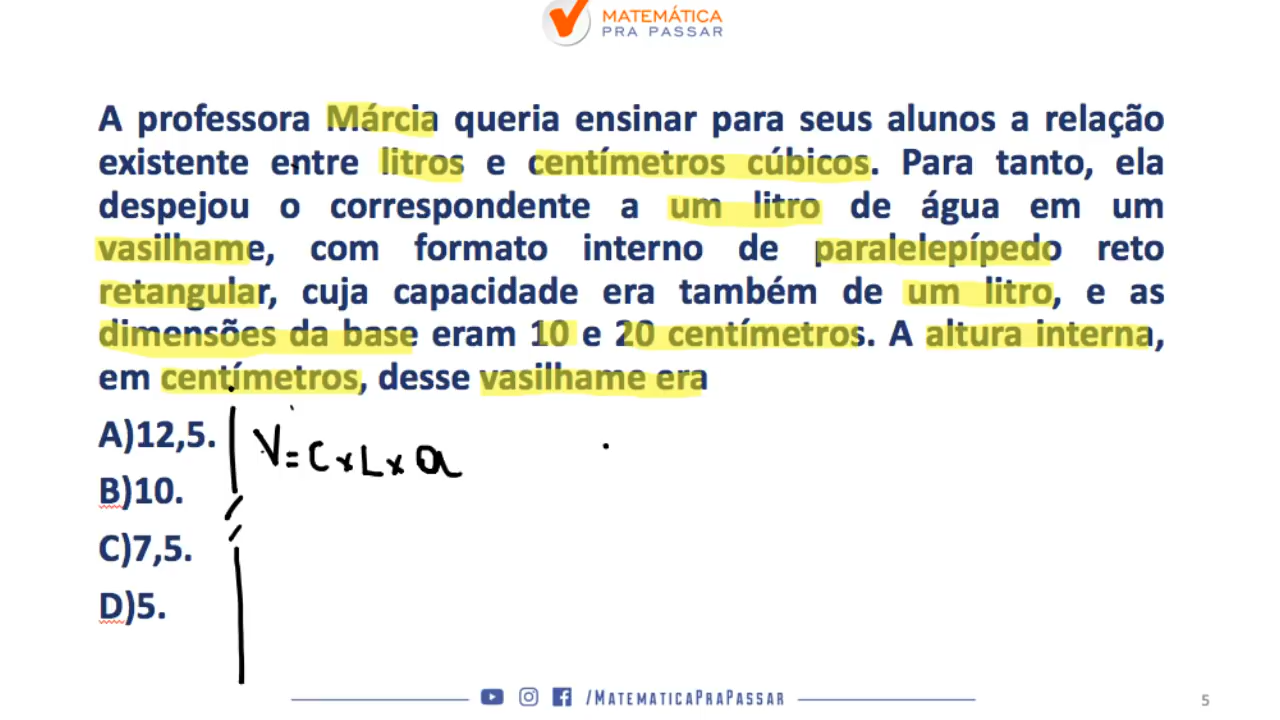 MATEMÁTICA
PRA PASSAR
A professora Márcia queria ensinar para seus alunos a relação
existente entre litros e centímetros cúbicos. Para tanto, ela
despejou o correspondente a um litro de água em um
vasilhame, com formato interno de paralelepípedo reto
retangular, cuja capacidade era também de um litro, e as
dimensões da base eram 10 e 20 centímetros. A altura interna,
em centímetros, desse vasilhame era
A)12,5.
V=C×L×a
B)10.
C)7,5.
D)5.
/MATEMATICAPRAPASSAR
5